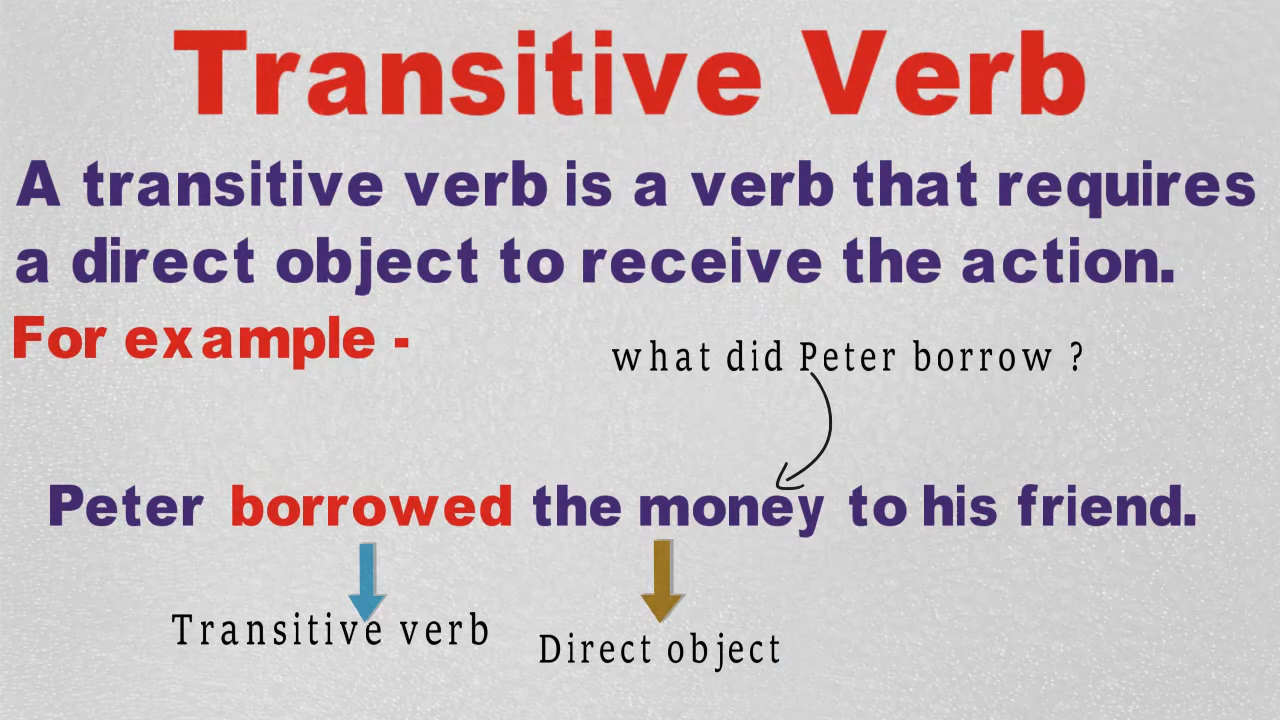 Transitive Verb
A transitive verb is a verb that requires
a direct object to receive the action.
For example -
what did Peter borrow ?
Peter borrowed the money to his friend.
Transitive verb
Direct object